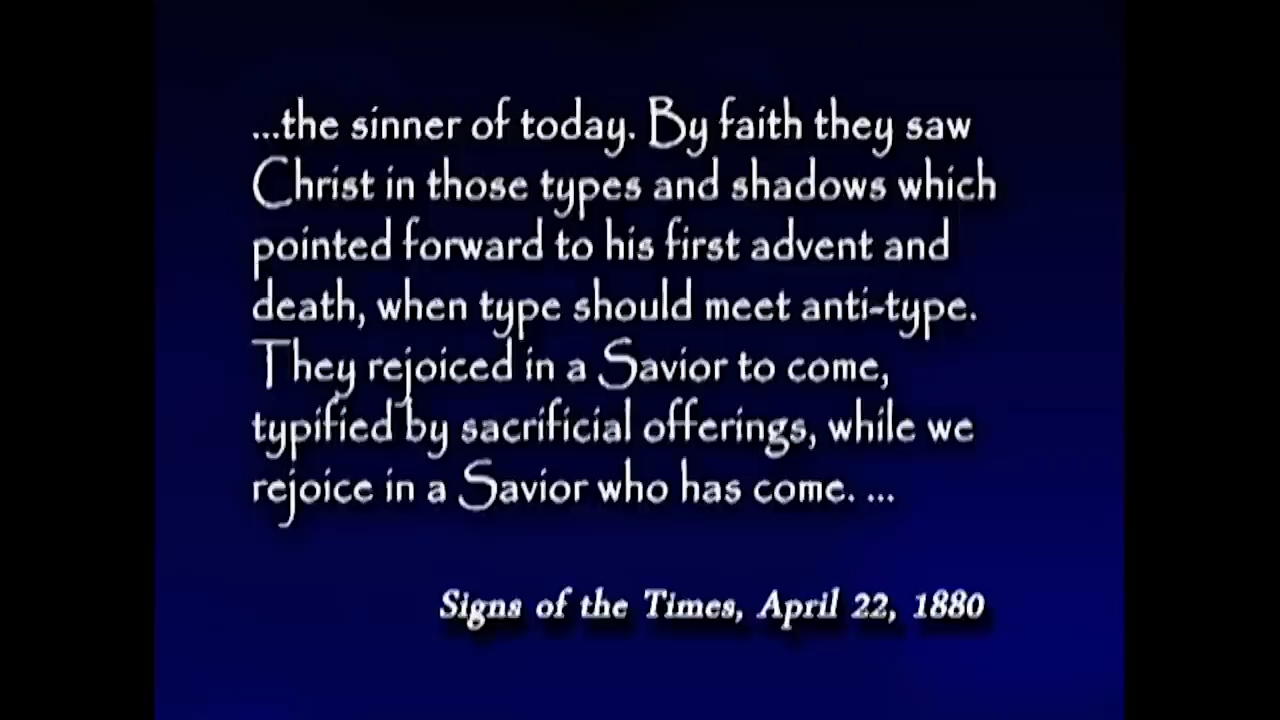 ...the sinner of today. By faith they saw
Christ in those types and shadows which
pointed forward to his first advent and
death, when type should meet anti-type.
They rejoiced in a Savior to come,
typified by sacrificial offerings, while we
rejoice in a Savior who has come. ...
Signs of the Times, April 22, 1880